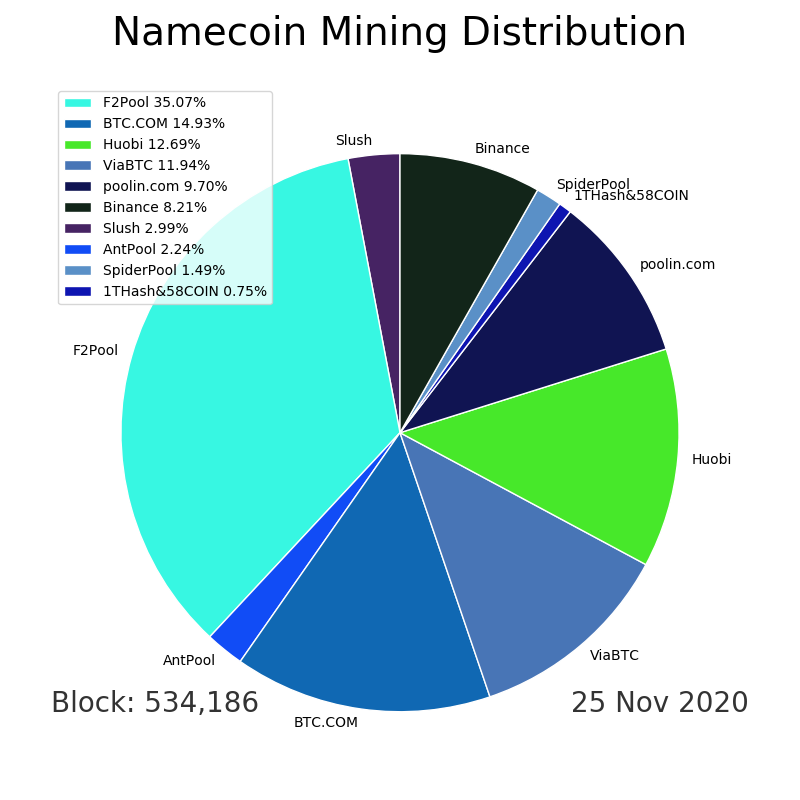 Namecoin Mining Distribution
F2Pool 35.07%
BTC.COM 14.93%
Huobi 12.69%
ViaBTC 11.94%
poolin.com 9.70%
Binance 8.21%
Slush 2.99%
AntPool 2.24%
SpiderPool 1.49%
1THash&58COIN 0.75%
Slush
Binance
SpiderPool
1THash&58COIN
poolin.com
F2Pool
Huobi
ViaBTC
AntPool
BTC.COM
Block: 534,186
25 Nov 2020